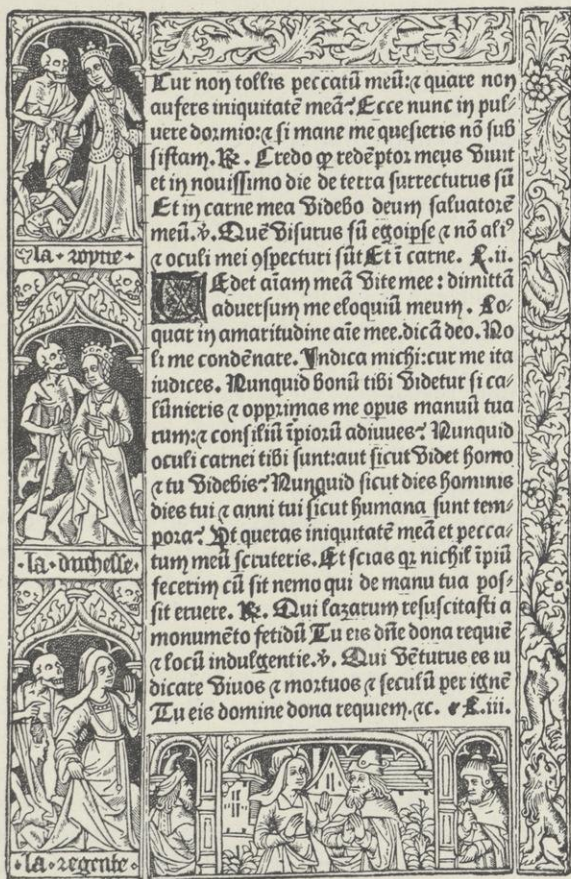 Cur non tollis peccatū meū:⁊ quare non
aufers iniquitatē meā? Ecce nunc in pul-
uere dormio:⁊ si mane me quesieris nō sub
sistam. ℟. Credo ꝙ redēptor meus viuit
et in nouissimo die de terra surrecturus sū
Et in carne mea videbo deum saluatorē
meū. ℣. Quē visurus sū egoipse ⁊ nō aliꝰ
⁊ oculi mei ꝯspecturi sūt Et ī carne. L.ii.
Edet aīam meā vite mee : dimittā
aduersum me eloquiū meum. Lo-
quar in amaritudine aīe mee.dicā deo. No
li me condēnare. Indica michi:cur me ita
iudices. Nunquid bonū tibi videtur si ca-
lūnieris ⁊ opprimas me opus manuū tua
rum:⁊ consiliū īpiorū adiuues? Nunquid
oculi carnei tibi sunt:aut sicut videt homo
⁊ tu videbis? Nunquid sicut dies hominis
dies tui ⁊ anni tui sicut humana sunt tem-
pora? Ut queras iniquitatē meā et pecca-
tum meū scruteris. Et scias qꝛ nichil īpiū
fecerim cū sit nemo qui de manu tua pos-
sit eruere. ℟. Qui lazarum resuscitasti a
monumēto fetidū Tu eis dn̄e dona requiē
⁊ locū indulgentie. ℣. Qui vēturus es iu
dicare viuos ⁊ mortuos ⁊ seculū per ignē
Tu eis domine dona requiem.⁊c. L.iii.
la royne
la duchesse
la regente